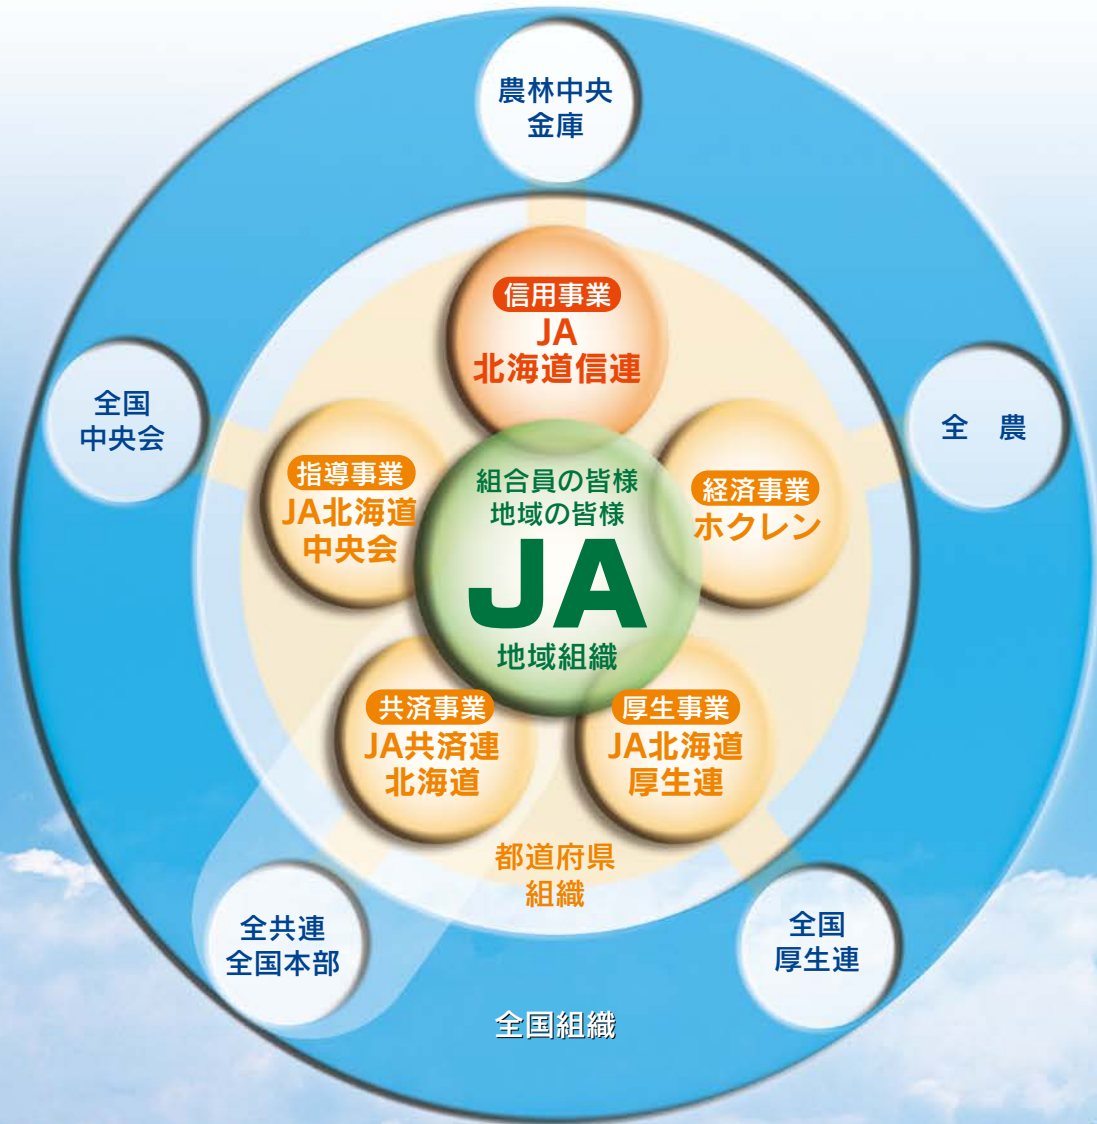 農林中央
金庫
信用事業
JA
北海道信連
全国
中央会
全　農
指導事業
JA北海道
中央会
組合員の皆様
地域の皆様
JA
地域組織
経済事業
ホクレン
共済事業
JA共済連
北海道
厚生事業
JA北海道
厚生連
都道府県
組織
全共連
全国本部
全国
厚生連
全国組織